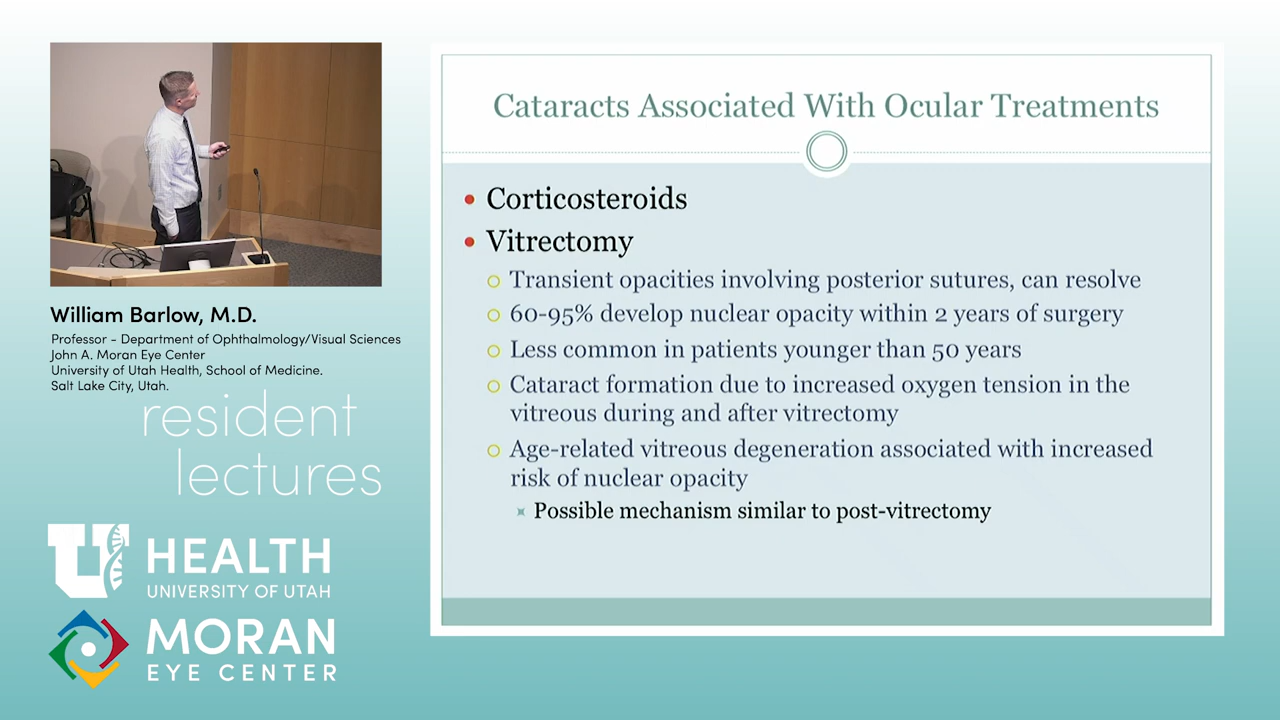 Cataracts Associated With Ocular Treatments
Corticosteroids
Vitrectomy
Transient opacities involving posterior sutures, can resolve
60-95% develop nuclear opacity within 2 years of surgery
Less common in patients younger than 50 years
Cataract formation due to increased oxygen tension in the
vitreous during and after vitrectomy
Age-related vitreous degeneration associated with increased
risk of nuclear opacity
Possible mechanism similar to post-vitrectomy
William Barlow, M.D.
Professor - Department of Ophthalmology/Visual Sciences
John A. Moran Eye Center
University of Utah Health, School of Medicine.
Salt Lake City, Utah.
resident
lectures
U HEALTH
UNIVERSITY OF UTAH
MORAN
EYE CENTER